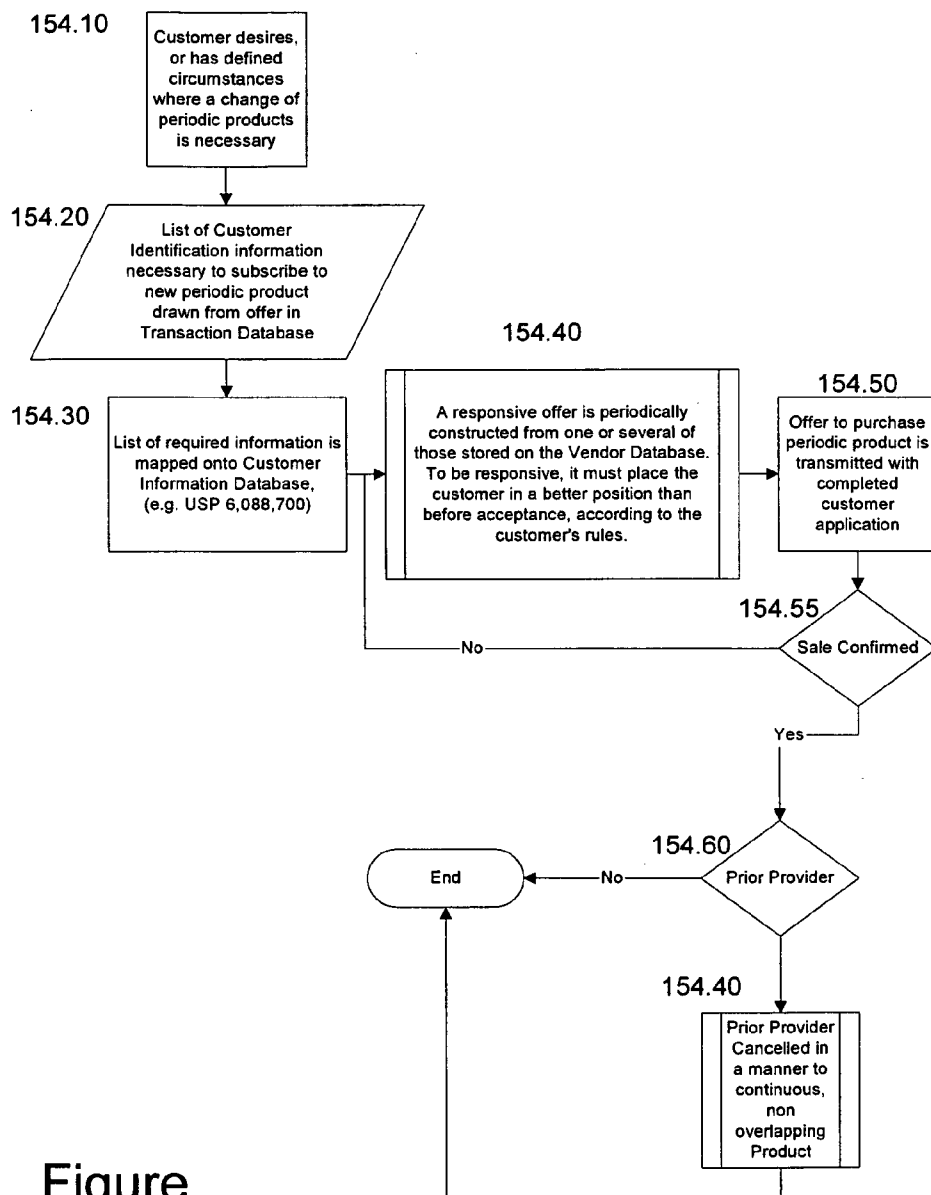 154.10
Customer desires,
or has defined
circumstances
where a change of
periodic products
is necessary
154.20
List of Customer
Identification information
necessary to subscribe to
new periodic product
drawn from offer in
Transaction Database
154.30
List of required information is
mapped onto Customer
Information Database,
(e.g. USP 6,088,700)
154.40
A responsive offer is periodically
constructed from one or several of
those stored on the Vendor Database.
To be responsive, it must place the
customer in a better position than
before acceptance, according to the
customer's rules.
154.50
Offer to purchase
periodic product is
transmitted with
completed
customer
application
154.55
Sale Confirmed
No
Yes
154.60
Prior Provider
No
End
154.40
Prior Provider
Cancelled in
a manner to
continuous,
non
overlapping
Product
Figure